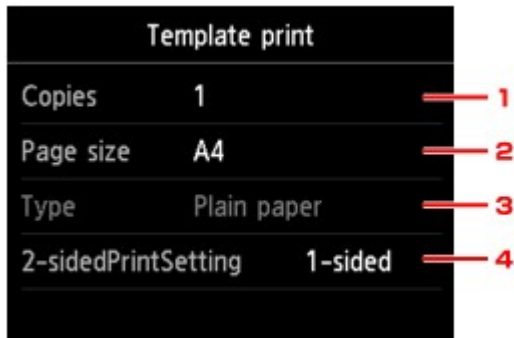 Template print
Copies 1 1
Page size A4 2
Type Plain paper 3
2-sidedPrintSetting 1-sided 4